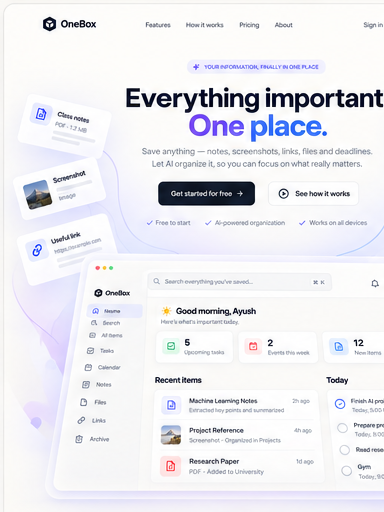 OneBox
Features How it works Pricing About Sign in
YOUR INFORMATION, FINALLY IN ONE PLACE
Everything important
One place.
Save anything — notes, screenshots, links, files and deadlines.
Let AI organize it, so you can focus on what really matters.
Get started for free →
See how it works
Free to start
AI-powered organization
Works on all devices
Class notes
PDF · 1.2 MB
Screenshot
Image
Useful link
https://example.com
OneBox
Search everything you've saved...
⌘ K
Search
All items
Tasks
Calendar
Notes
Files
Links
Archive
Good morning, Ayush
Here's what's important today.
5
Upcoming tasks
2
Events this week
12
New items
Recent items
Machine Learning Notes 2h ago
Extracted key points and summarized
Project Reference 4h ago
Screenshot · Organized in Projects
Research Paper 1d ago
PDF · Added to University
Today
Finish AI pro
Today,
Prepare
Today,
Read
Gym
Today,